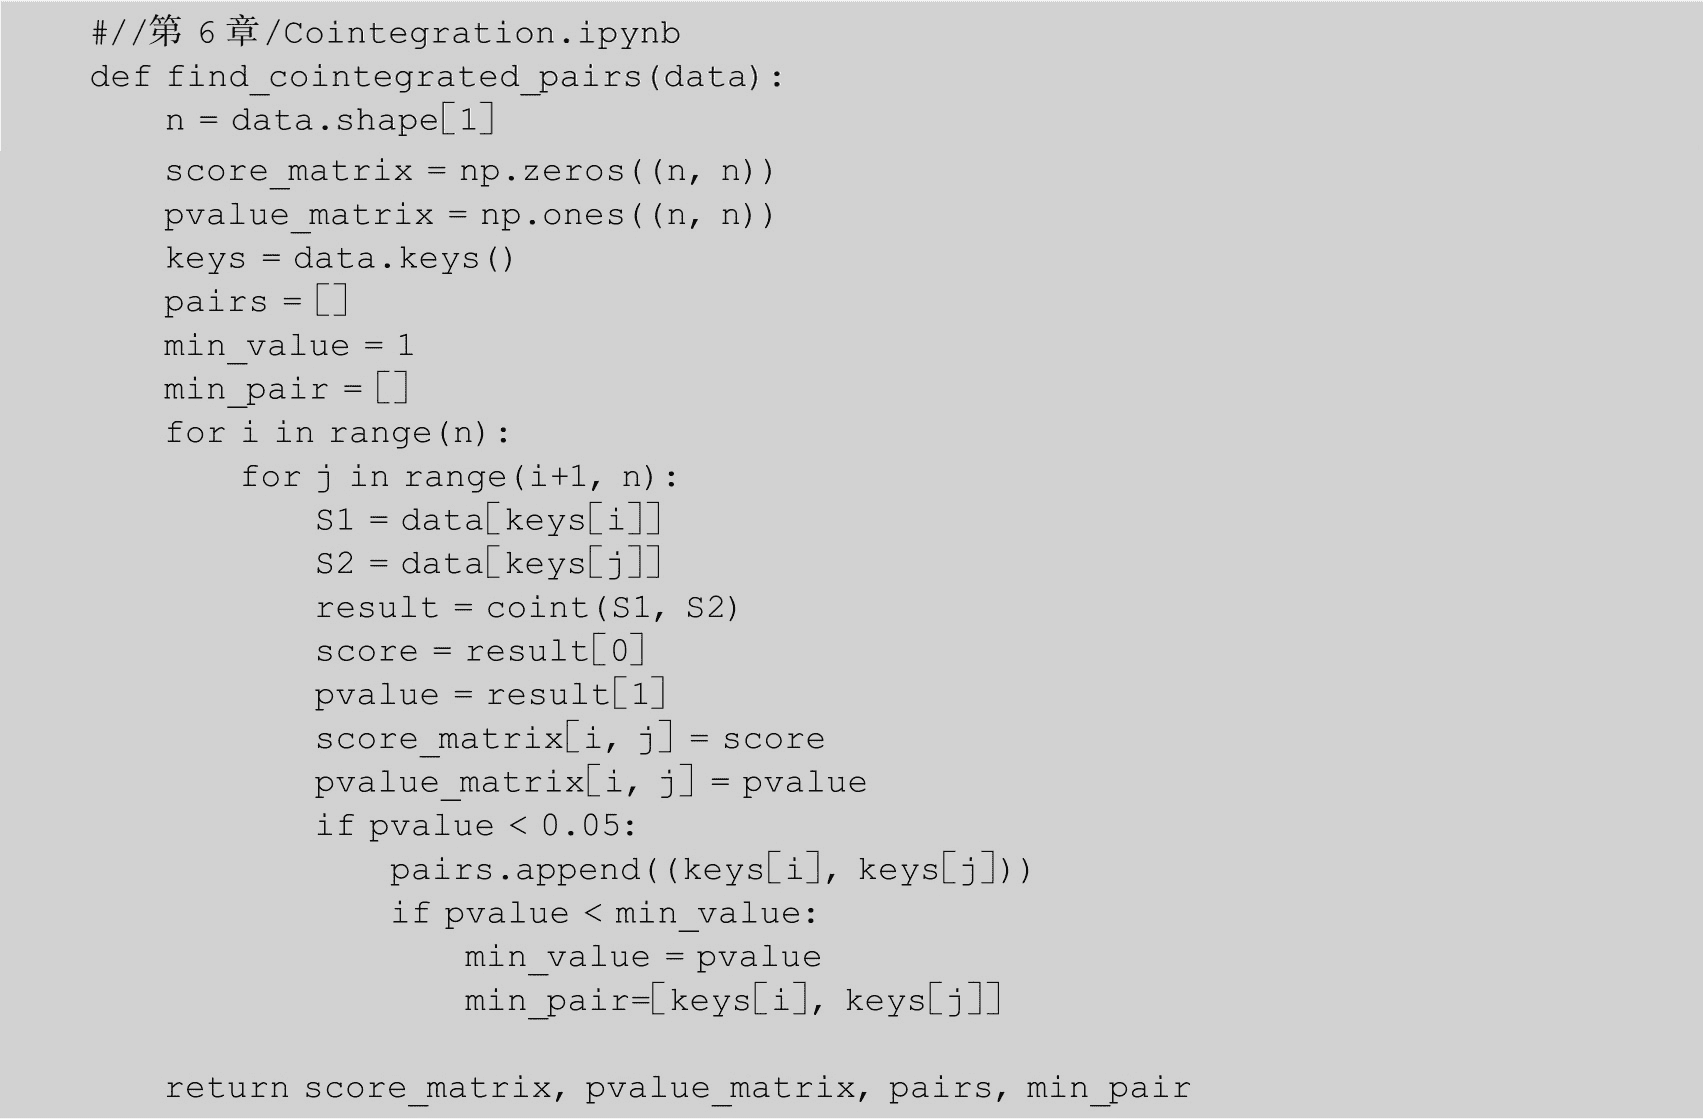 #//第 6 章/Cointegration.ipynb
def find_cointegrated_pairs(data):
    n = data.shape[1]
    score_matrix = np.zeros((n, n))
    pvalue_matrix = np.ones((n, n))
    keys = data.keys()
    pairs = []
    min_value = 1
    min_pair = []
    for i in range(n):
        for j in range(i+1, n):
            S1 = data[keys[i]]
            S2 = data[keys[j]]
            result = coint(S1, S2)
            score = result[0]
            pvalue = result[1]
            score_matrix[i, j] = score
            pvalue_matrix[i, j] = pvalue
            if pvalue < 0.05:
                pairs.append((keys[i], keys[j]))
                if pvalue < min_value:
                    min_value = pvalue
                    min_pair=[keys[i], keys[j]]
    return score_matrix, pvalue_matrix, pairs, min_pair